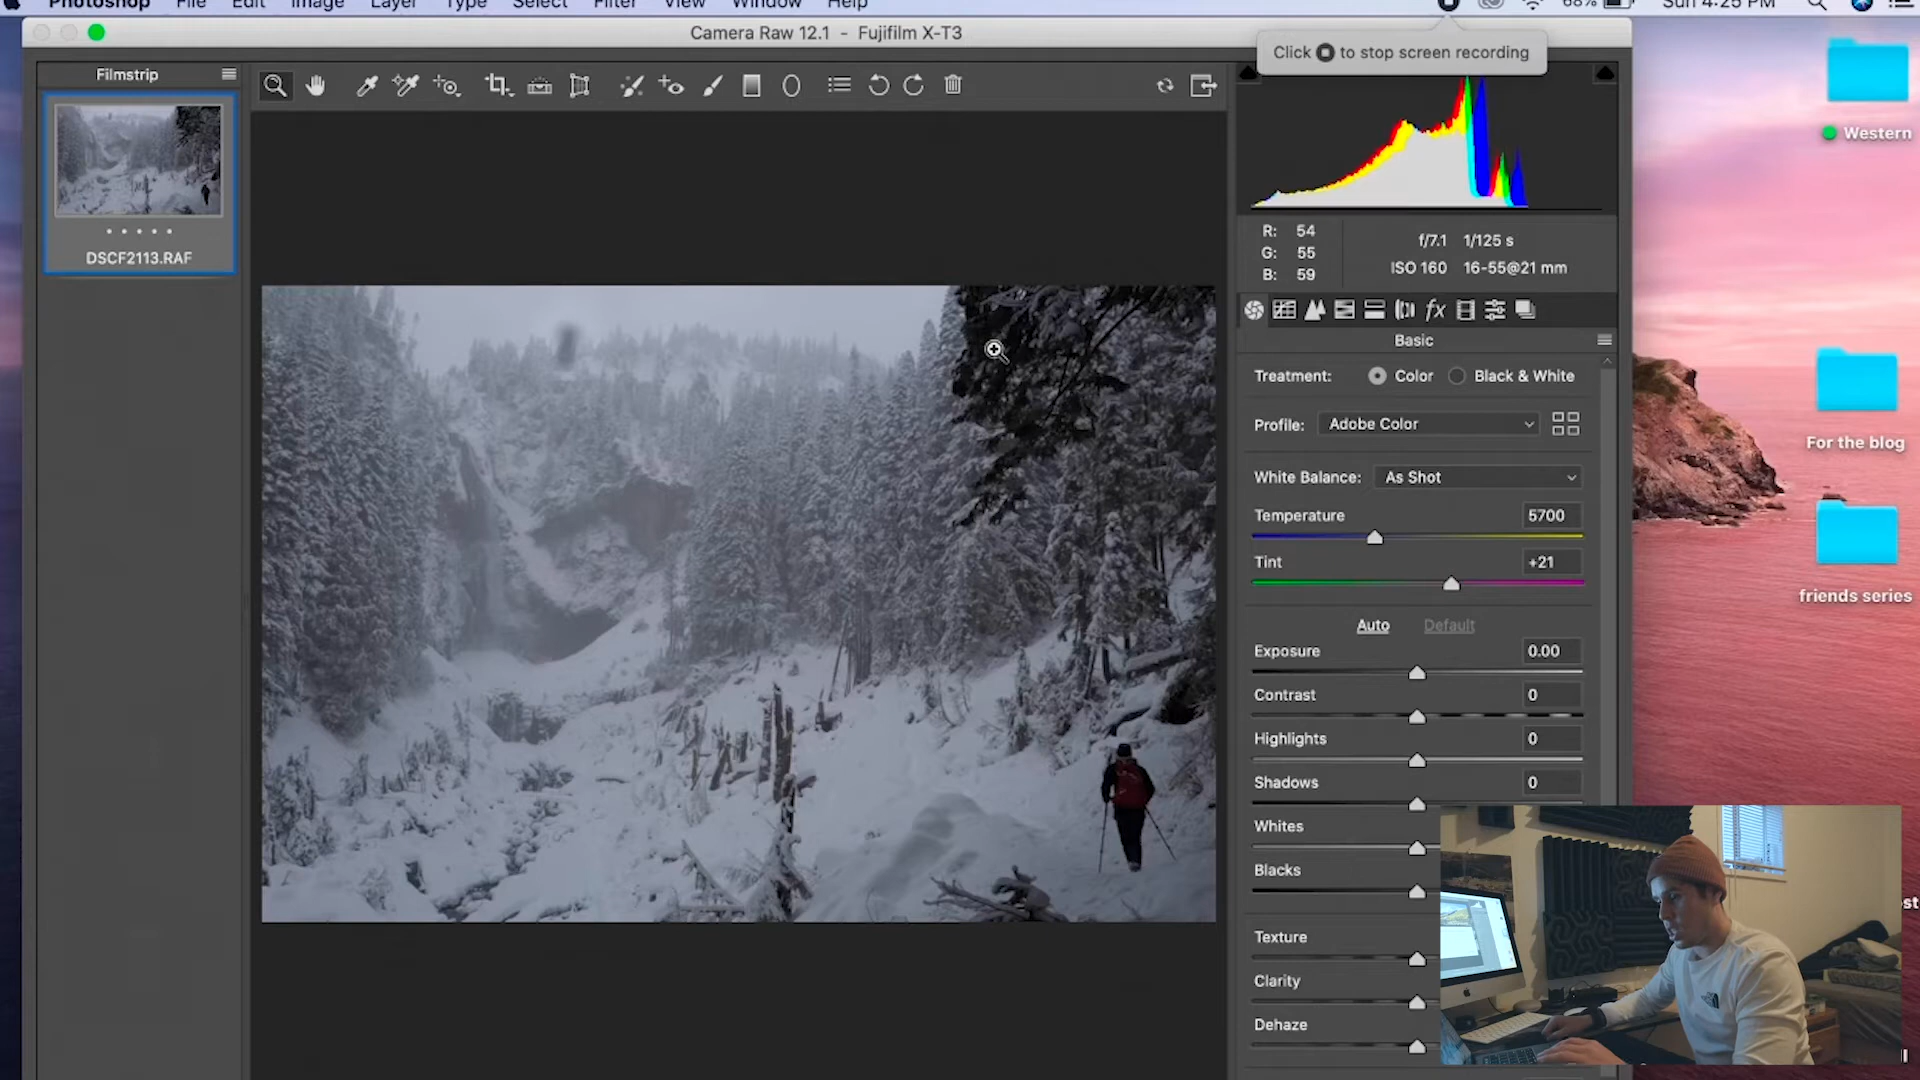 Photoshop File Edit Image Layer Type Select Filter View Window Help 68% Sun 4:25 PM
Camera Raw 12.1 - Fujifilm X-T3
Click to stop screen recording
Filmstrip
DSCF2113.RAF
R: 54
G: 55
B: 59
f/7.1 1/125 s
ISO 160 16-55@21 mm
Basic
Treatment: Color Black & White
Profile: Adobe Color
White Balance: As Shot
Temperature 5700
Tint +21
Auto Default
Exposure 0.00
Contrast 0
Highlights 0
Shadows 0
Whites
Blacks
Texture
Clarity
Dehaze
Western
For the blog
friends series
st